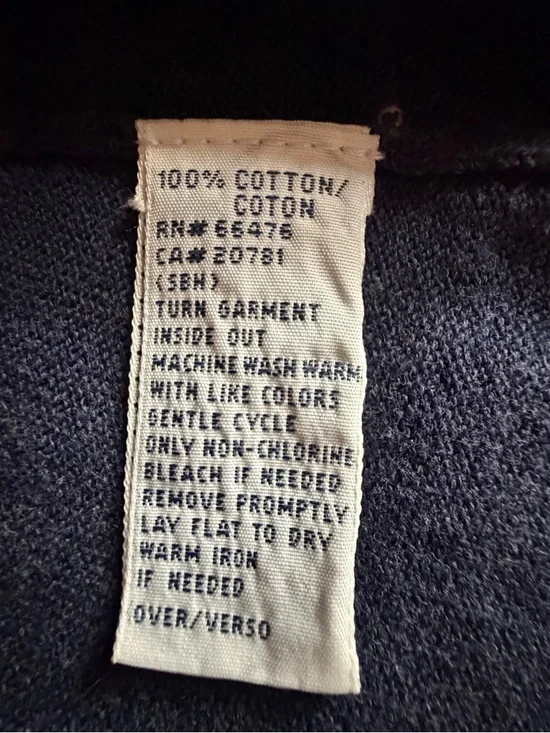 100% COTTON/
COTON
RN# 66476
CA# 20781
(SBH)
TURN GARMENT
INSIDE OUT
MACHINE WASH WARM
WITH LIKE COLORS
GENTLE CYCLE
ONLY NON-CHLORINE
BLEACH IF NEEDED
REMOVE PROMPTLY
LAY FLAT TO DRY
WARM IRON
IF NEEDED
OVER/VERSO